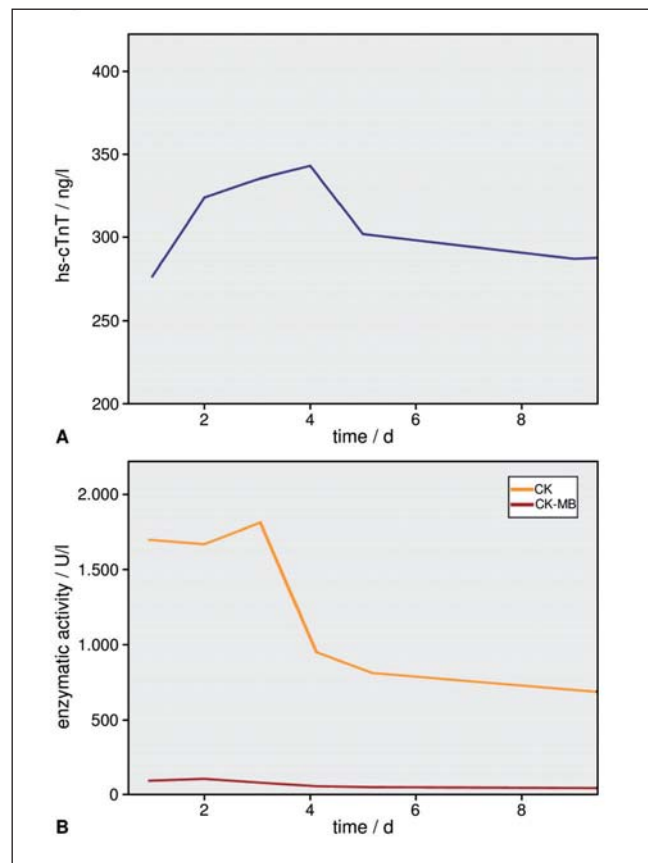 400
350
300
250
200
hs-cTnT / ng/l
2 4 6 8
A time / d
2.000
1.500
1.000
500
0
enzymatic activity / U/l
CK
CK-MB
2 4 6 8
B time / d